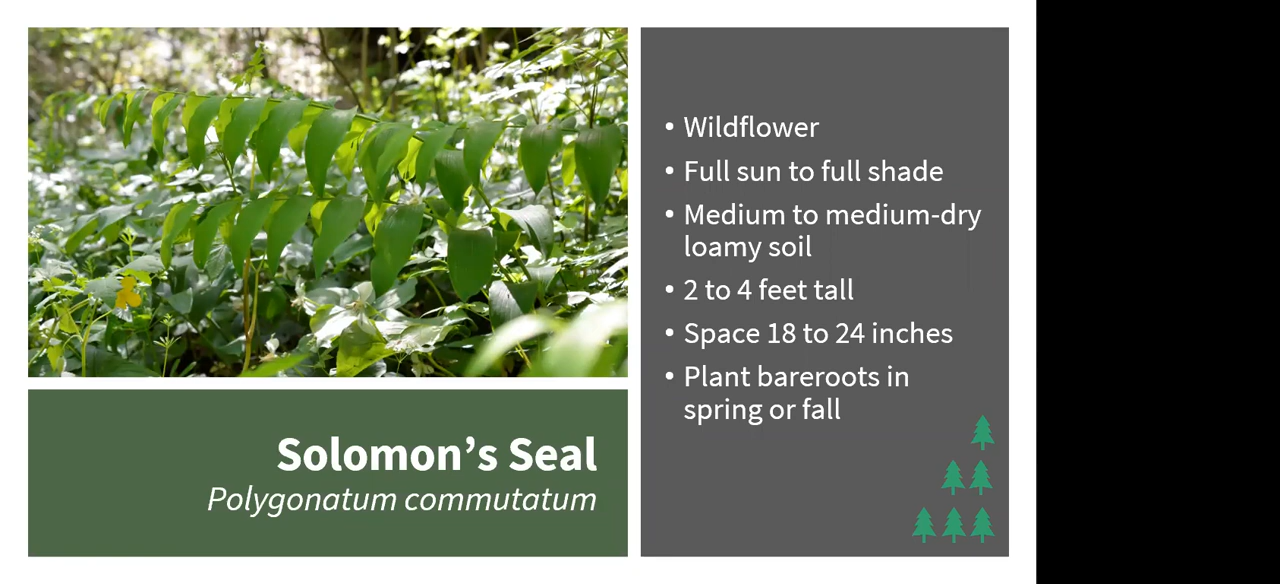 Solomon’s Seal
Polygonatum commutatum
• Wildflower
• Full sun to full shade
• Medium to medium-dry
loamy soil
• 2 to 4 feet tall
• Space 18 to 24 inches
• Plant bareroots in
spring or fall